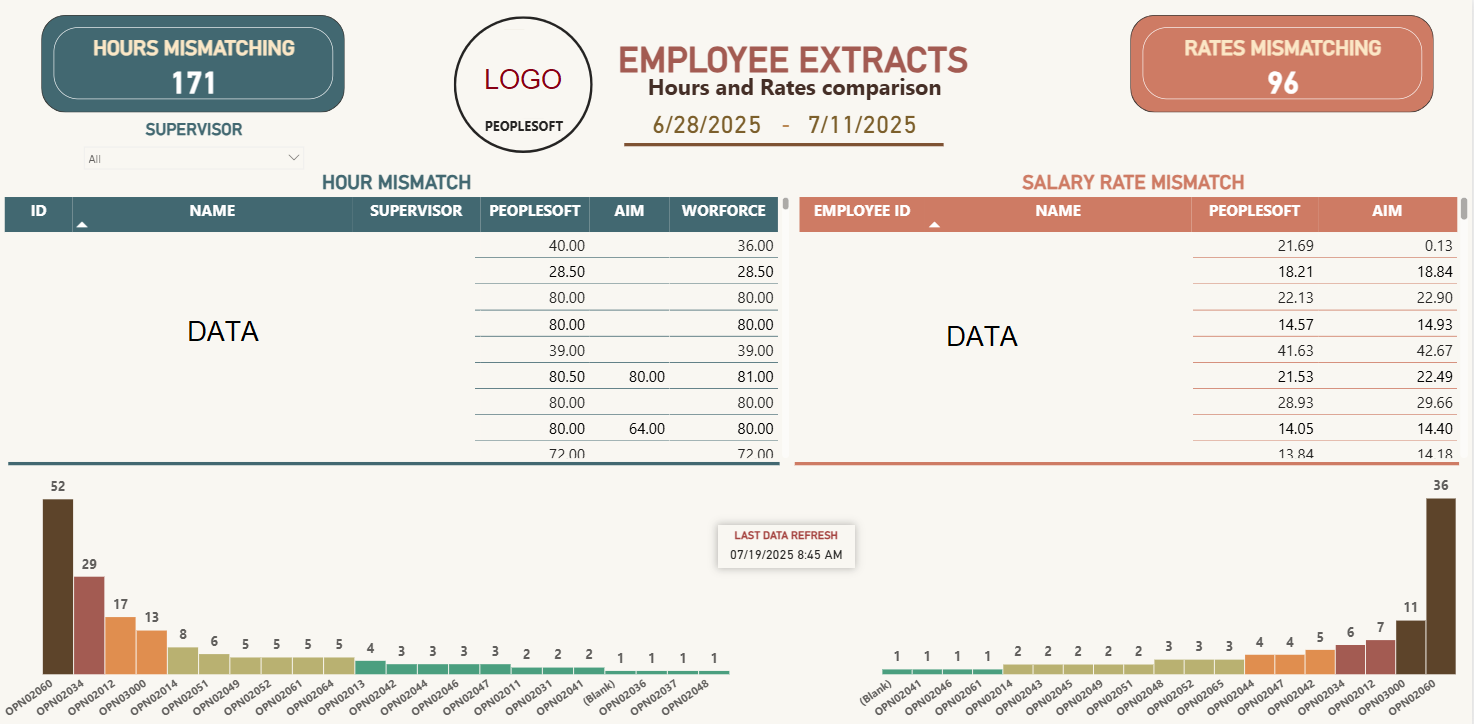 HOURS MISMATCHING
171
SUPERVISOR
All
LOGO
PEOPLESOFT
EMPLOYEE EXTRACTS
Hours and Rates comparison
6/28/2025 - 7/11/2025
RATES MISMATCHING
96
HOUR MISMATCH
ID NAME SUPERVISOR PEOPLESOFT AIM WORFORCE
40.00 36.00
28.50 28.50
80.00 80.00
80.00 80.00
39.00 39.00
80.50 80.00 81.00
80.00 80.00
80.00 64.00 80.00
72.00 72.00
DATA
SALARY RATE MISMATCH
EMPLOYEE ID NAME PEOPLESOFT AIM
21.69 0.13
18.21 18.84
22.13 22.90
14.57 14.93
41.63 42.67
21.53 22.49
28.93 29.66
14.05 14.40
13.84 14.18
DATA
52 29 17 13 8 6 5 5 5 5 4 3 3 3 3 2 2 2 1 1 1 1
OPN02060 OPN02034 OPN02012 OPN03000 OPN02014 OPN02051 OPN02049 OPN02052 OPN02061 OPN02064 OPN02013 OPN02042 OPN02044 OPN02046 OPN02047 OPN02011 OPN02031 OPN02041 (Blank) OPN02036 OPN02037 OPN02048
LAST DATA REFRESH
07/19/2025 8:45 AM
1 1 1 1 2 2 2 2 2 3 3 3 4 4 5 6 7 11 36
(Blank) OPN02041 OPN02046 OPN02061 OPN02014 OPN02043 OPN02045 OPN02049 OPN02051 OPN02048 OPN02052 OPN02065 OPN02044 OPN02047 OPN02042 OPN02034 OPN02012 OPN03000 OPN02060